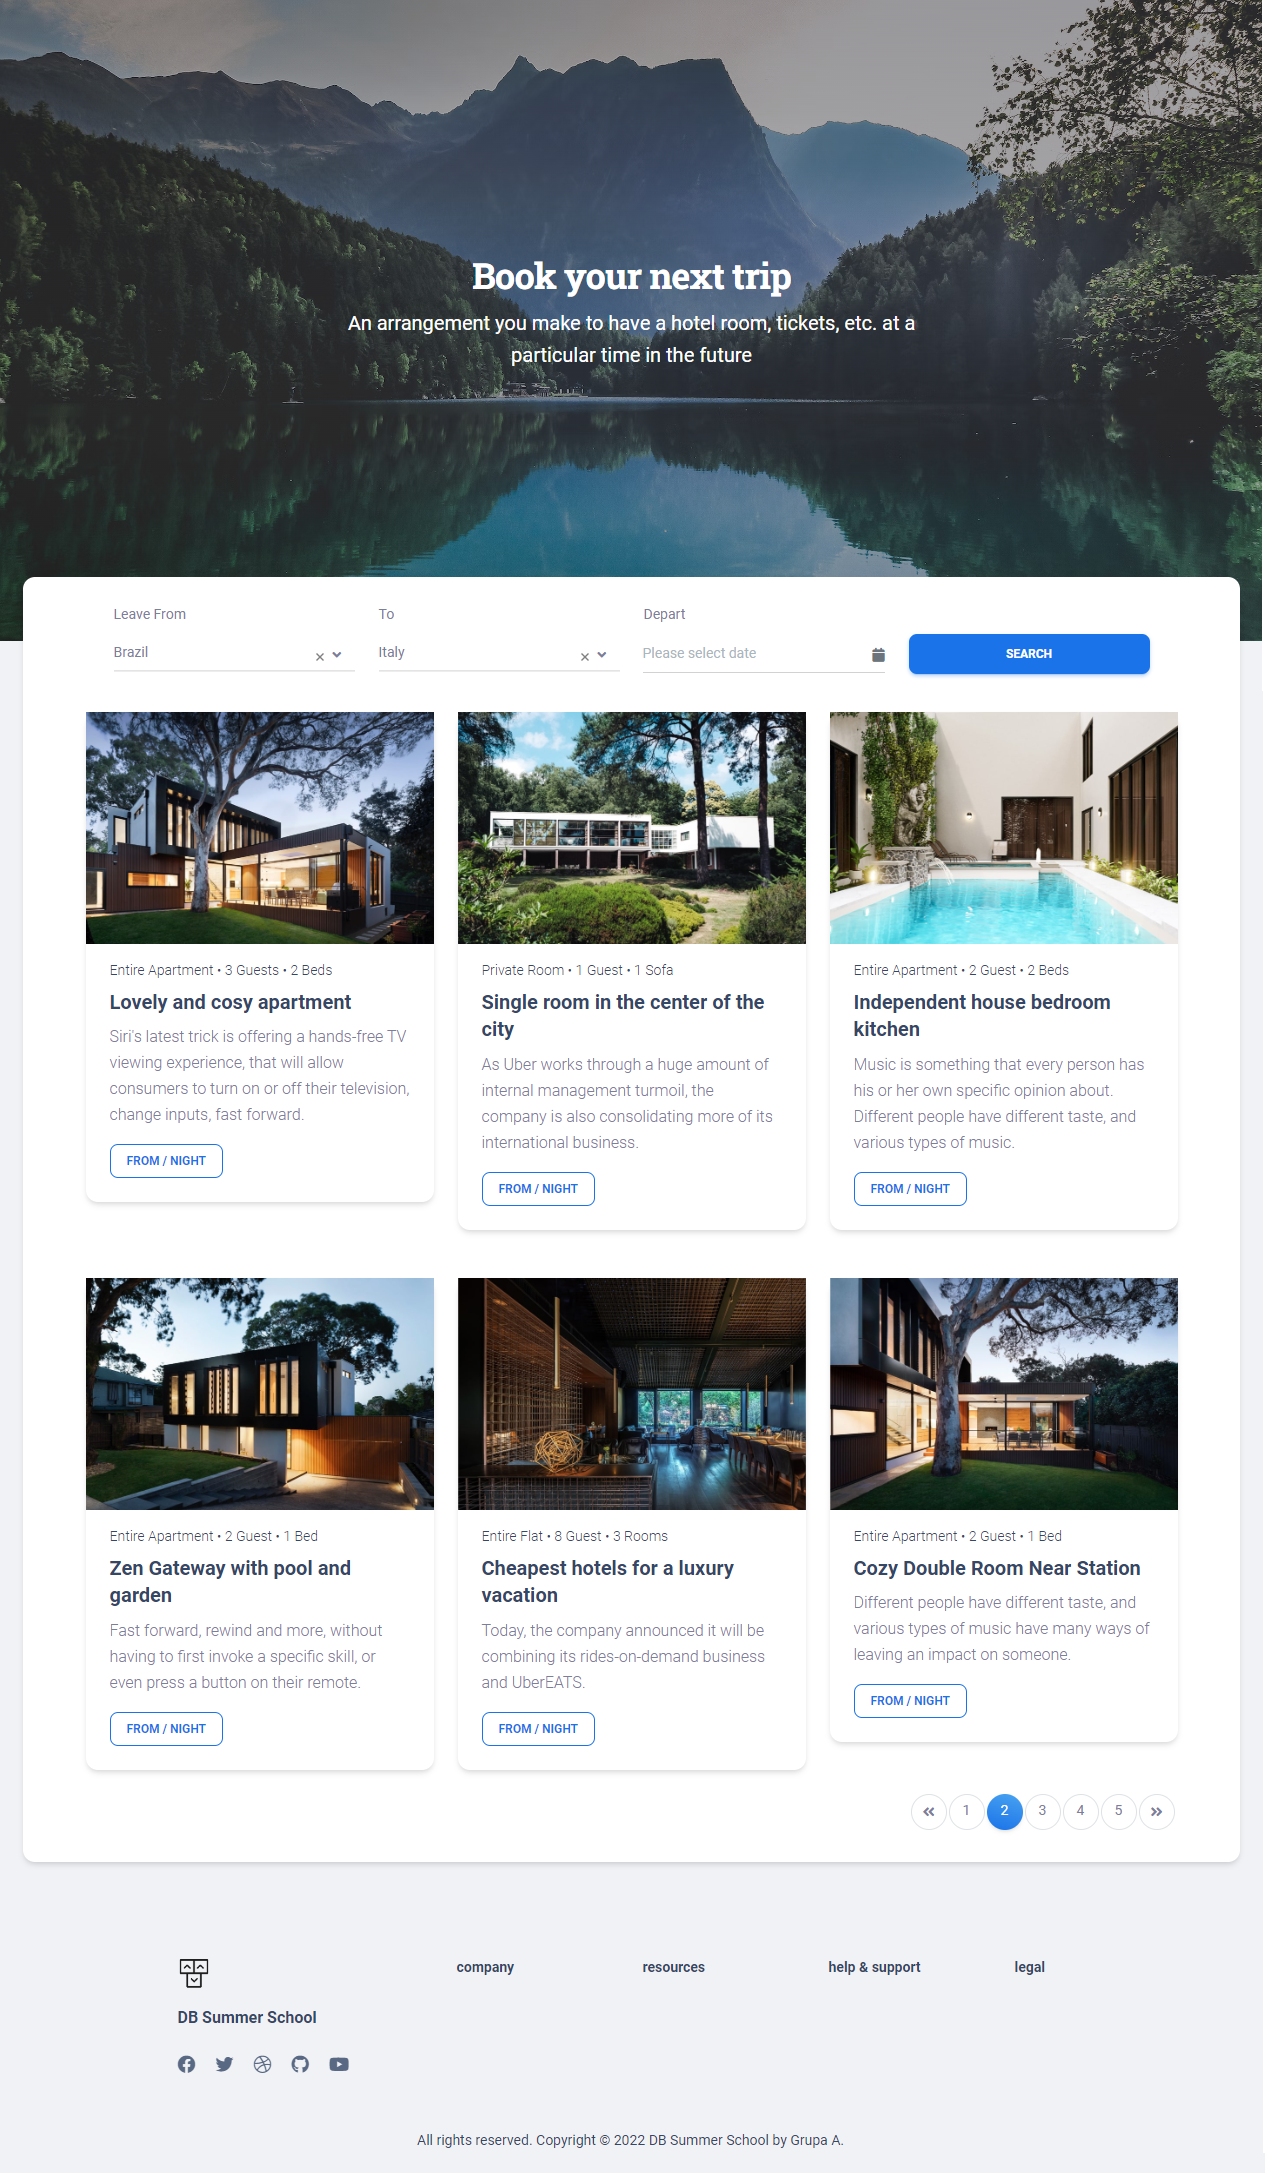 Book your next trip
An arrangement you make to have a hotel room, tickets, etc. at a
particular time in the future
Leave From
To
Depart
Brazil
Italy
Please select date
SEARCH
Entire Apartment • 3 Guests • 2 Beds
Lovely and cosy apartment
Siri's latest trick is offering a hands-free TV
viewing experience, that will allow
consumers to turn on or off their television,
change inputs, fast forward.
FROM / NIGHT
Private Room • 1 Guest • 1 Sofa
Single room in the center of the
city
As Uber works through a huge amount of
internal management turmoil, the
company is also consolidating more of its
international business.
FROM / NIGHT
Entire Apartment • 2 Guest • 2 Beds
Independent house bedroom
kitchen
Music is something that every person has
his or her own specific opinion about.
Different people have different taste, and
various types of music.
FROM / NIGHT
Entire Apartment • 2 Guest • 1 Bed
Zen Gateway with pool and
garden
Fast forward, rewind and more, without
having to first invoke a specific skill, or
even press a button on their remote.
FROM / NIGHT
Entire Flat • 8 Guest • 3 Rooms
Cheapest hotels for a luxury
vacation
Today, the company announced it will be
combining its rides-on-demand business
and UberEATS.
FROM / NIGHT
Entire Apartment • 2 Guest • 1 Bed
Cozy Double Room Near Station
Different people have different taste, and
various types of music have many ways of
leaving an impact on someone.
FROM / NIGHT
1 2 3 4 5
DB Summer School
company
resources
help & support
legal
All rights reserved. Copyright © 2022 DB Summer School by Grupa A.